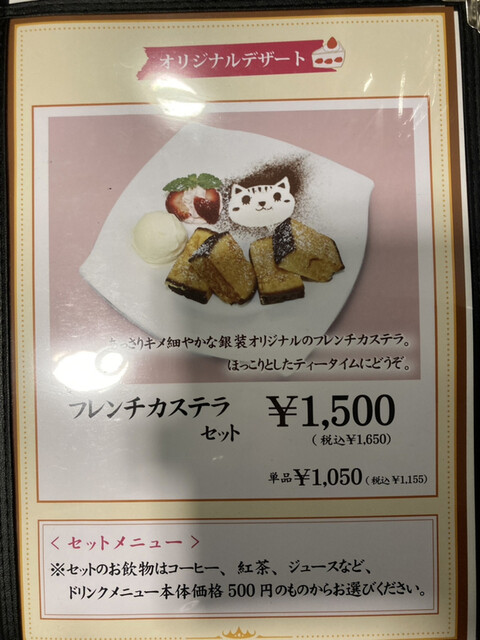 オリジナルデザート
さりキメ細やかな銀装オリジナルのフレンチカステラ。
ほっこりとしたティータイムにどうぞ。
フレンチカステラ ¥1,500
セット (税込¥1,650)
単品¥1,050(税込¥1,155)
<セットメニュー>
※セットのお飲物はコーヒー、紅茶、ジュースなど、
ドリンクメニュー本体価格500円のものからお選びください。